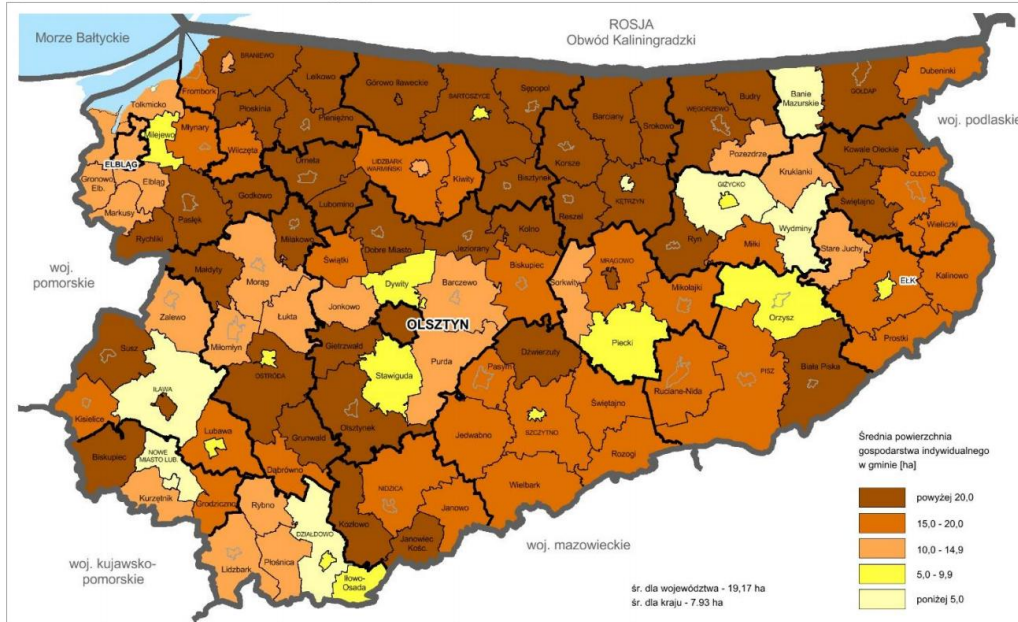 ROSJA
Obwód Kaliningradzki
Morze Bałtyckie
woj. podlaskie
woj.
pomorskie
woj. kujawsko-
pomorskie
woj. mazowieckie
BRANIEWO
Frombork
Lelkowo
Płoskinia
Pieniężno
Tolkmicko
Milejewo
Młynary
Wilczęta
ELBLĄG
Gronowo
Elb.
Elbląg
Markusy
Pasłęk
Godkowo
Rychliki
Górowo Iławeckie
BARTOSZYCE
Sępopol
Bisztynek
Orneta
LIDZBARK
WARMIŃSKI
Kiwity
Lubomino
Barciany
Srokowo
Korsze
KĘTRZYN
Reszel
WĘGORZEWO
Budry
Pozezdrze
Banie
Mazurskie
GOŁDAP
Dubeninki
Kowale Oleckie
OLECKO
Świętajno
Wieliczki
Kruklanki
GIŻYCKO
Wydminy
Ryn
Miłki
Stare Juchy
EŁK
Kalinowo
Prostki
Miłakowo
Małdyty
Morąg
Zalewo
Łukta
Miłomłyn
OSTRÓDA
Grunwald
Dąbrówno
Świątki
Dobre Miasto
Jeziorany
Kolno
Dywity
Barczewo
Biskupiec
Jonkowo
OLSZTYN
Gietrzwałd
Stawiguda
Purda
Olsztynek
MRĄGOWO
Sorkwity
Mikołajki
Piecki
Orzysz
PISZ
Ruciane-Nida
Biała Piska
Dźwierzuty
Pasym
SZCZYTNO
Świętajno
Jedwabno
Rozogi
Wielbark
Susz
IŁAWA
Kisielice
Lubawa
Biskupiec
NOWE
MIASTO LUB.
Kurzętnik
Grodziczno
Rybno
DZIAŁDOWO
Lidzbark
Płośnica
Iłowo-
Osada
Kozłowo
NIDZICA
Janowo
Janowiec
Kośc.
Średnia powierzchnia
gospodarstwa indywidualnego
w gminie [ha]
powyżej 20,0
15,0 - 20,0
10,0 - 14,9
5,0 - 9,9
poniżej 5,0
śr. dla województwa - 19,17 ha
śr. dla kraju - 7.93 ha